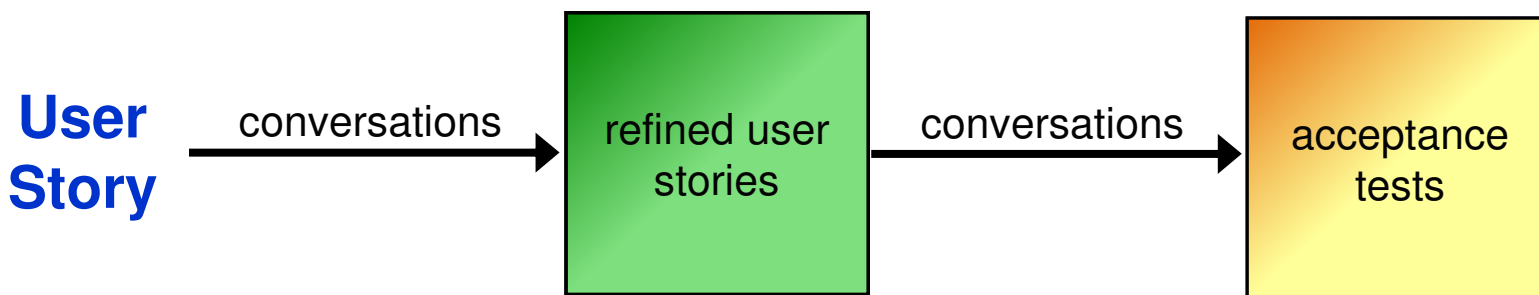 User
Story
conversations
refined user
stories
conversations
acceptance
tests